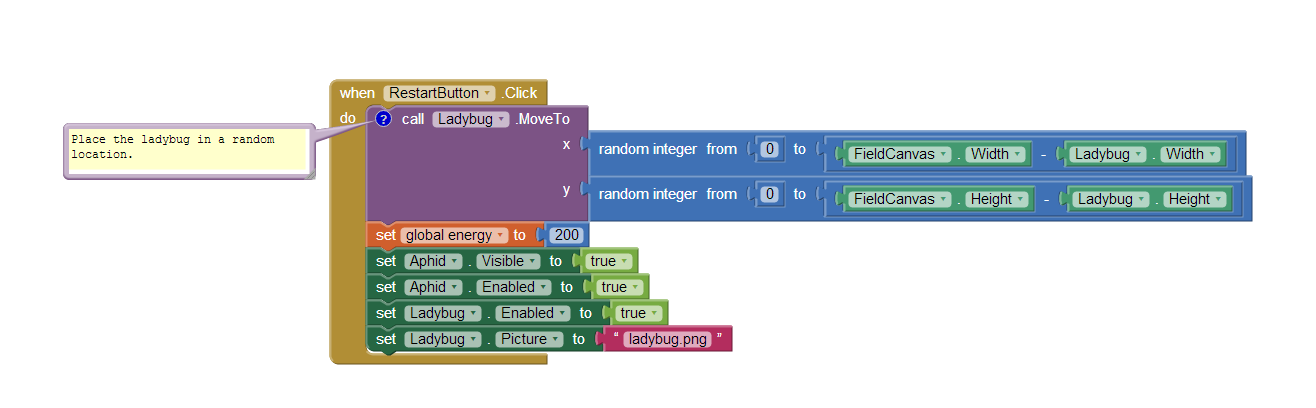 when RestartButton .Click
do ? call Ladybug .MoveTo
Place the ladybug in a random
location.
x random integer from 0 to FieldCanvas . Width - Ladybug . Width
y random integer from 0 to FieldCanvas . Height - Ladybug . Height
set global energy to 200
set Aphid . Visible to true
set Aphid . Enabled to true
set Ladybug . Enabled to true
set Ladybug . Picture to “ ladybug.png ”